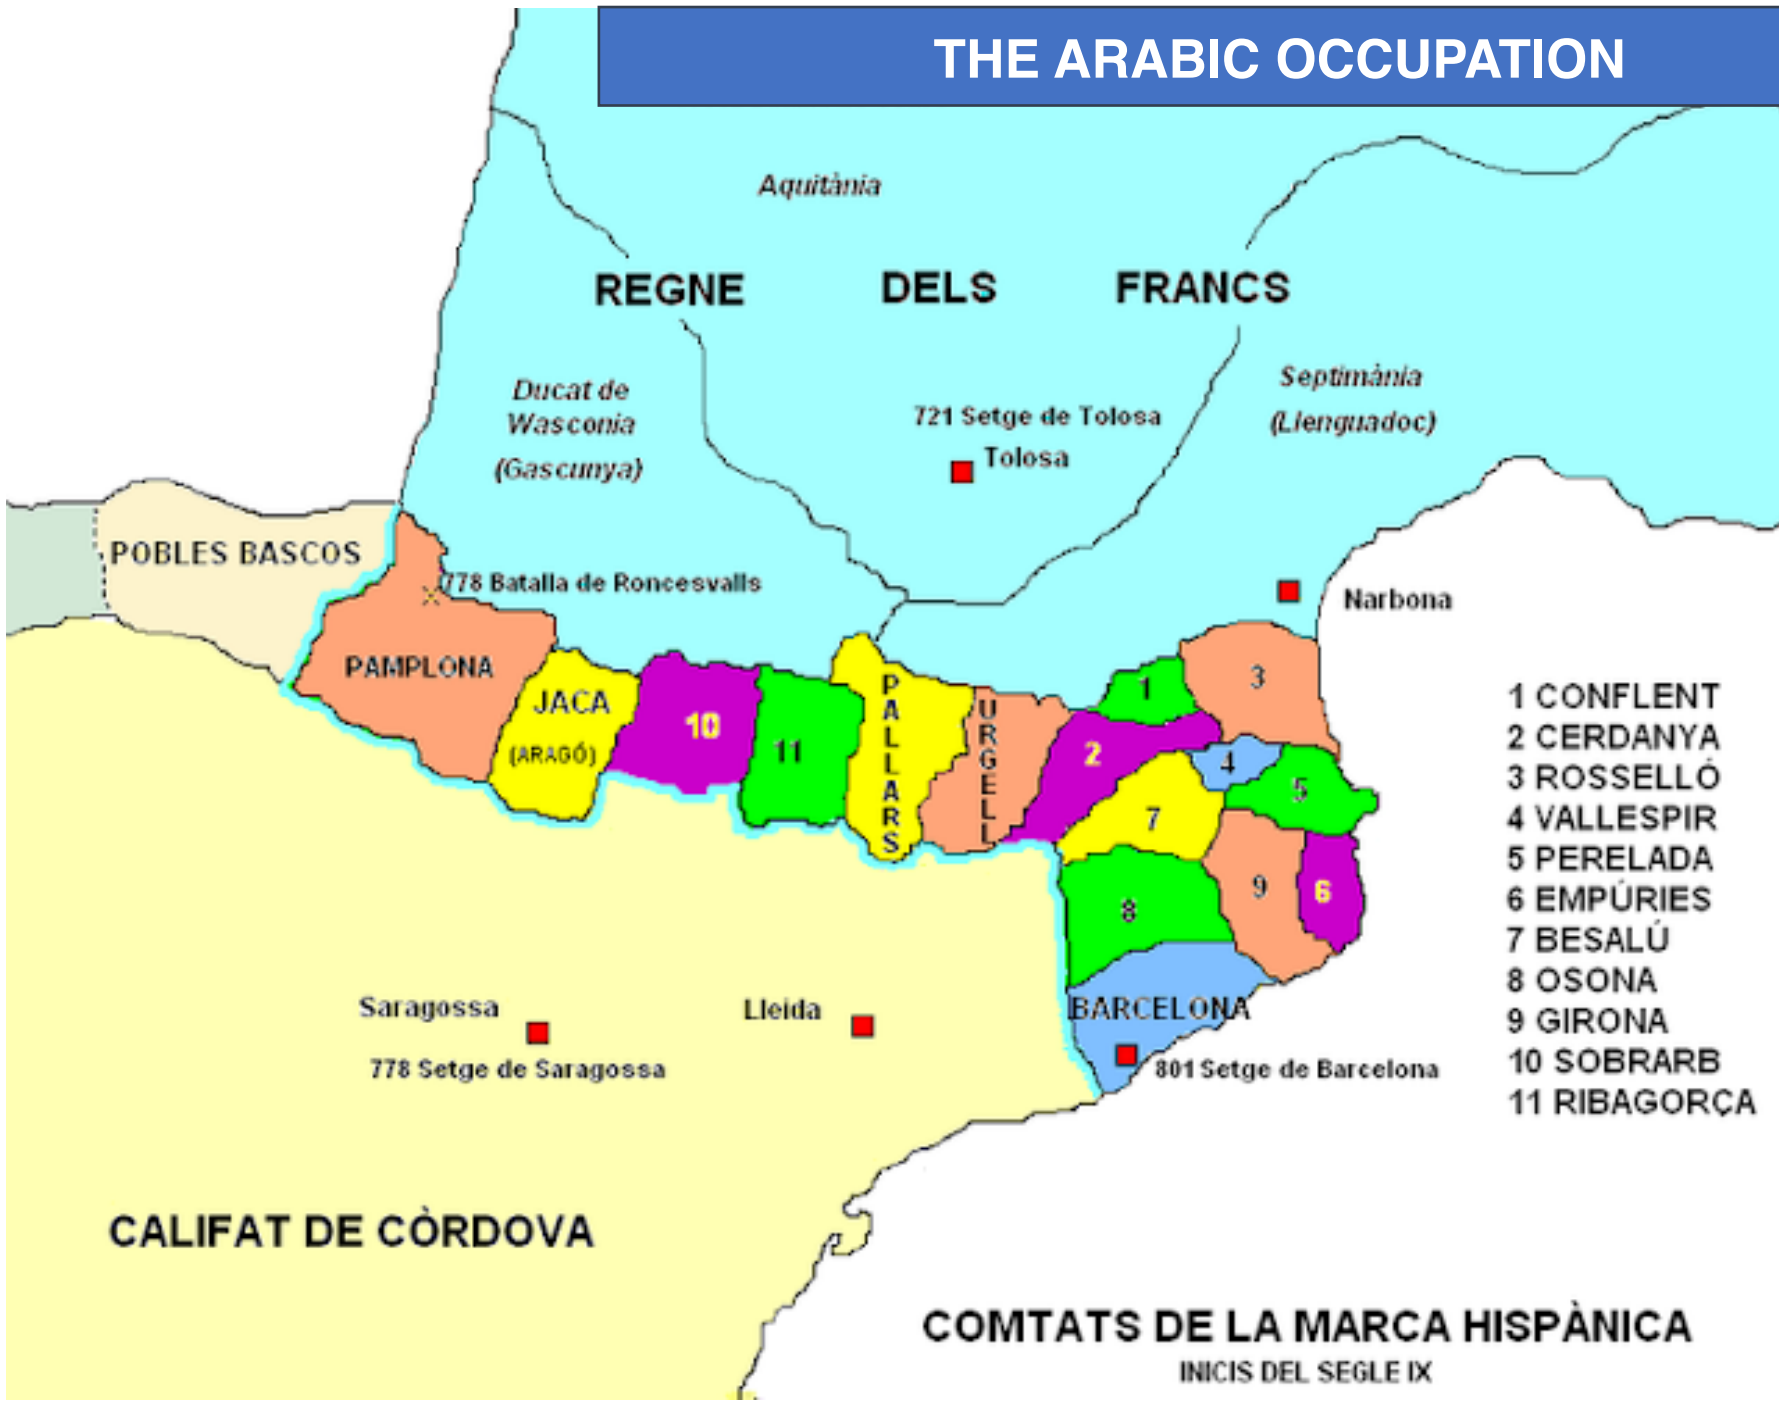 THE ARABIC OCCUPATION
Aquitània
REGNE DELS FRANCS
Ducat de
Wasconia
(Gascunya)
721 Setge de Tolosa
Tolosa
Septimània
(Llenguadoc)
POBLES BASCOS
778 Batalla de Roncesvalls
Narbona
PAMPLONA
JACA
(ARAGÓ)
10
11
PALLARS
URGELL
1
2
3
4
5
6
7
8
9
1 CONFLENT
2 CERDANYA
3 ROSSELLÓ
4 VALLESPIR
5 PERELADA
6 EMPÚRIES
7 BESALÚ
8 OSONA
9 GIRONA
10 SOBRARB
11 RIBAGORÇA
Saragossa
778 Setge de Saragossa
Lleida
BARCELONA
801 Setge de Barcelona
CALIFAT DE CÒRDOVA
COMTATS DE LA MARCA HISPÀNICA
INICIS DEL SEGLE IX